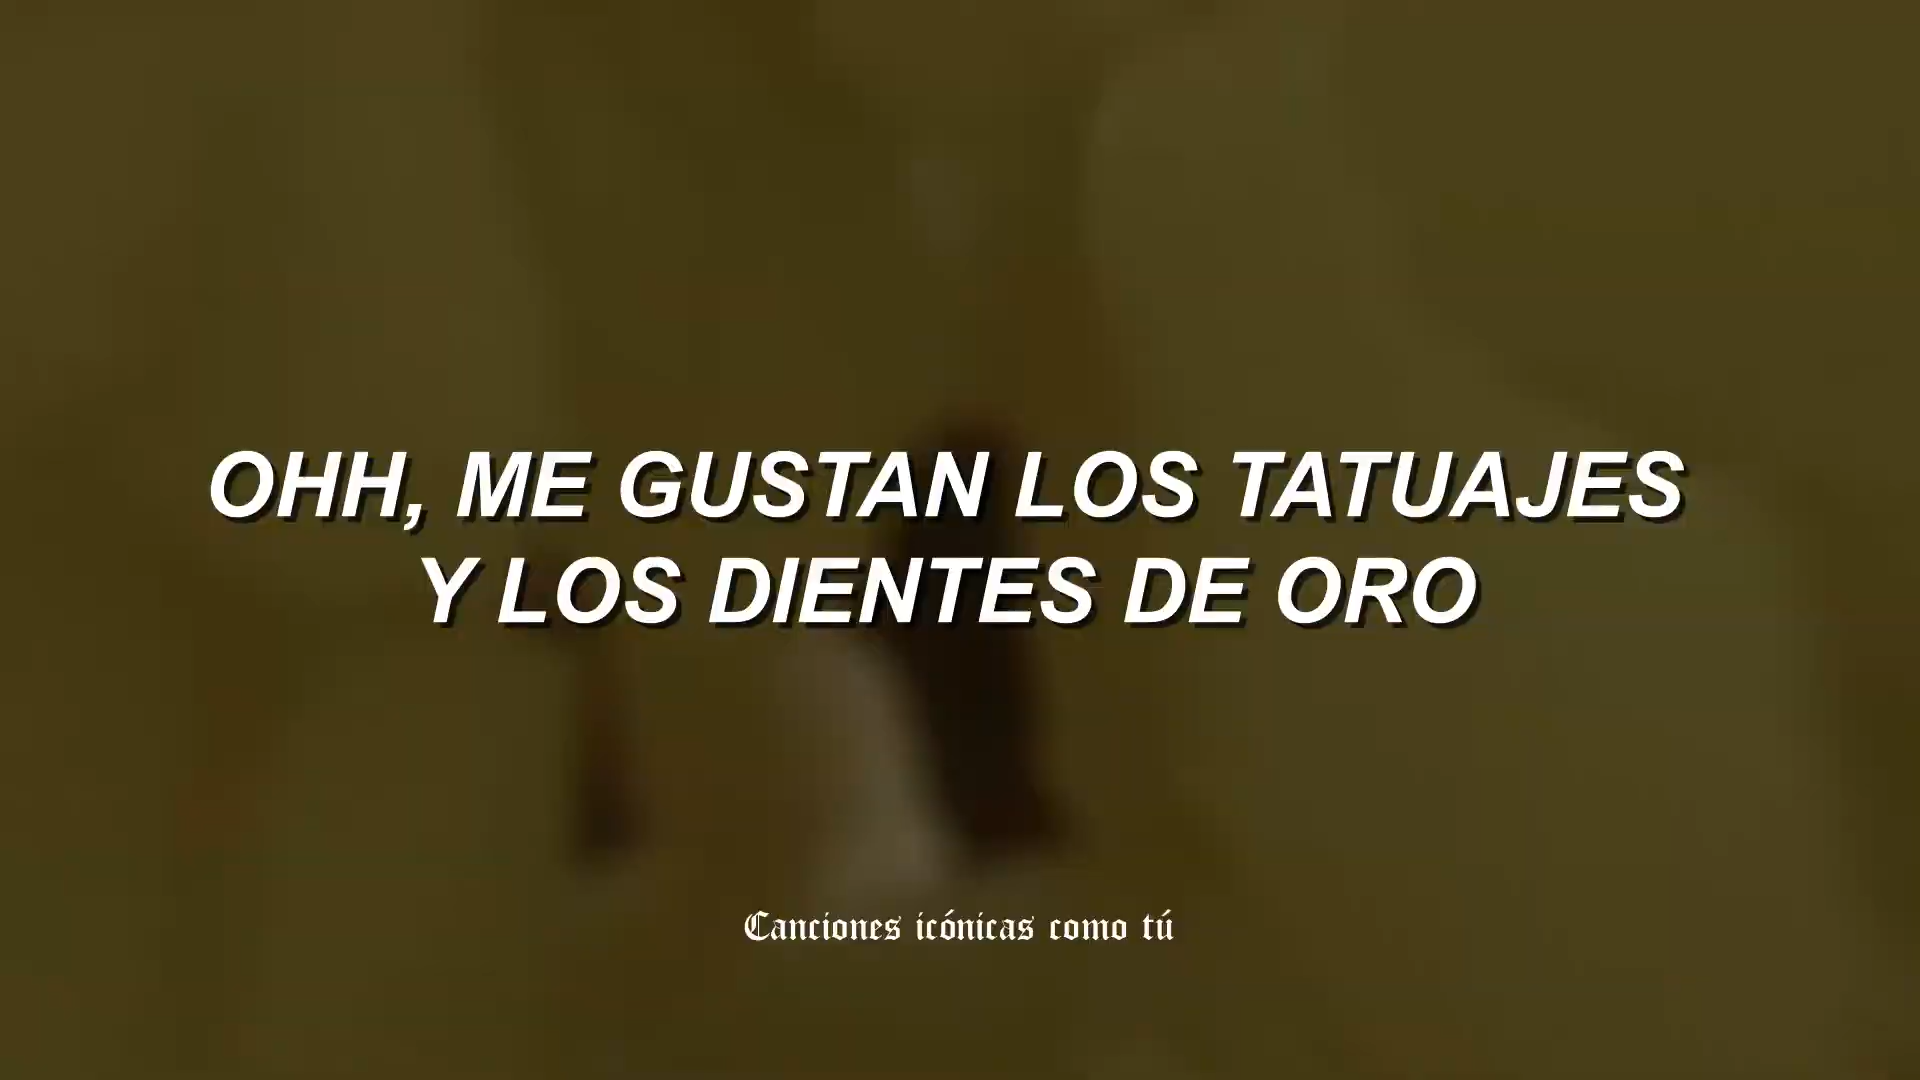 OHH, ME GUSTAN LOS TATUAJES
Y LOS DIENTES DE ORO
Canciones icónicas como tú